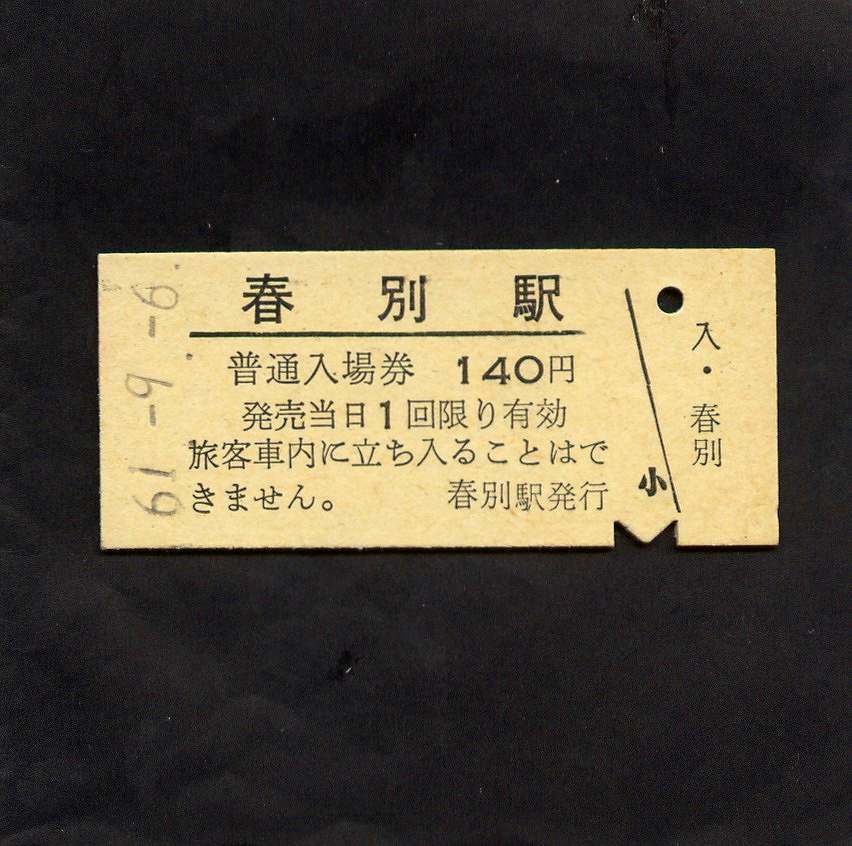 春別駅
普通入場券 140円
発売当日1回限り有効
旅客車内に立ち入ることはで
きません。 春別駅発行
小
入・春別
61.-9.-6.